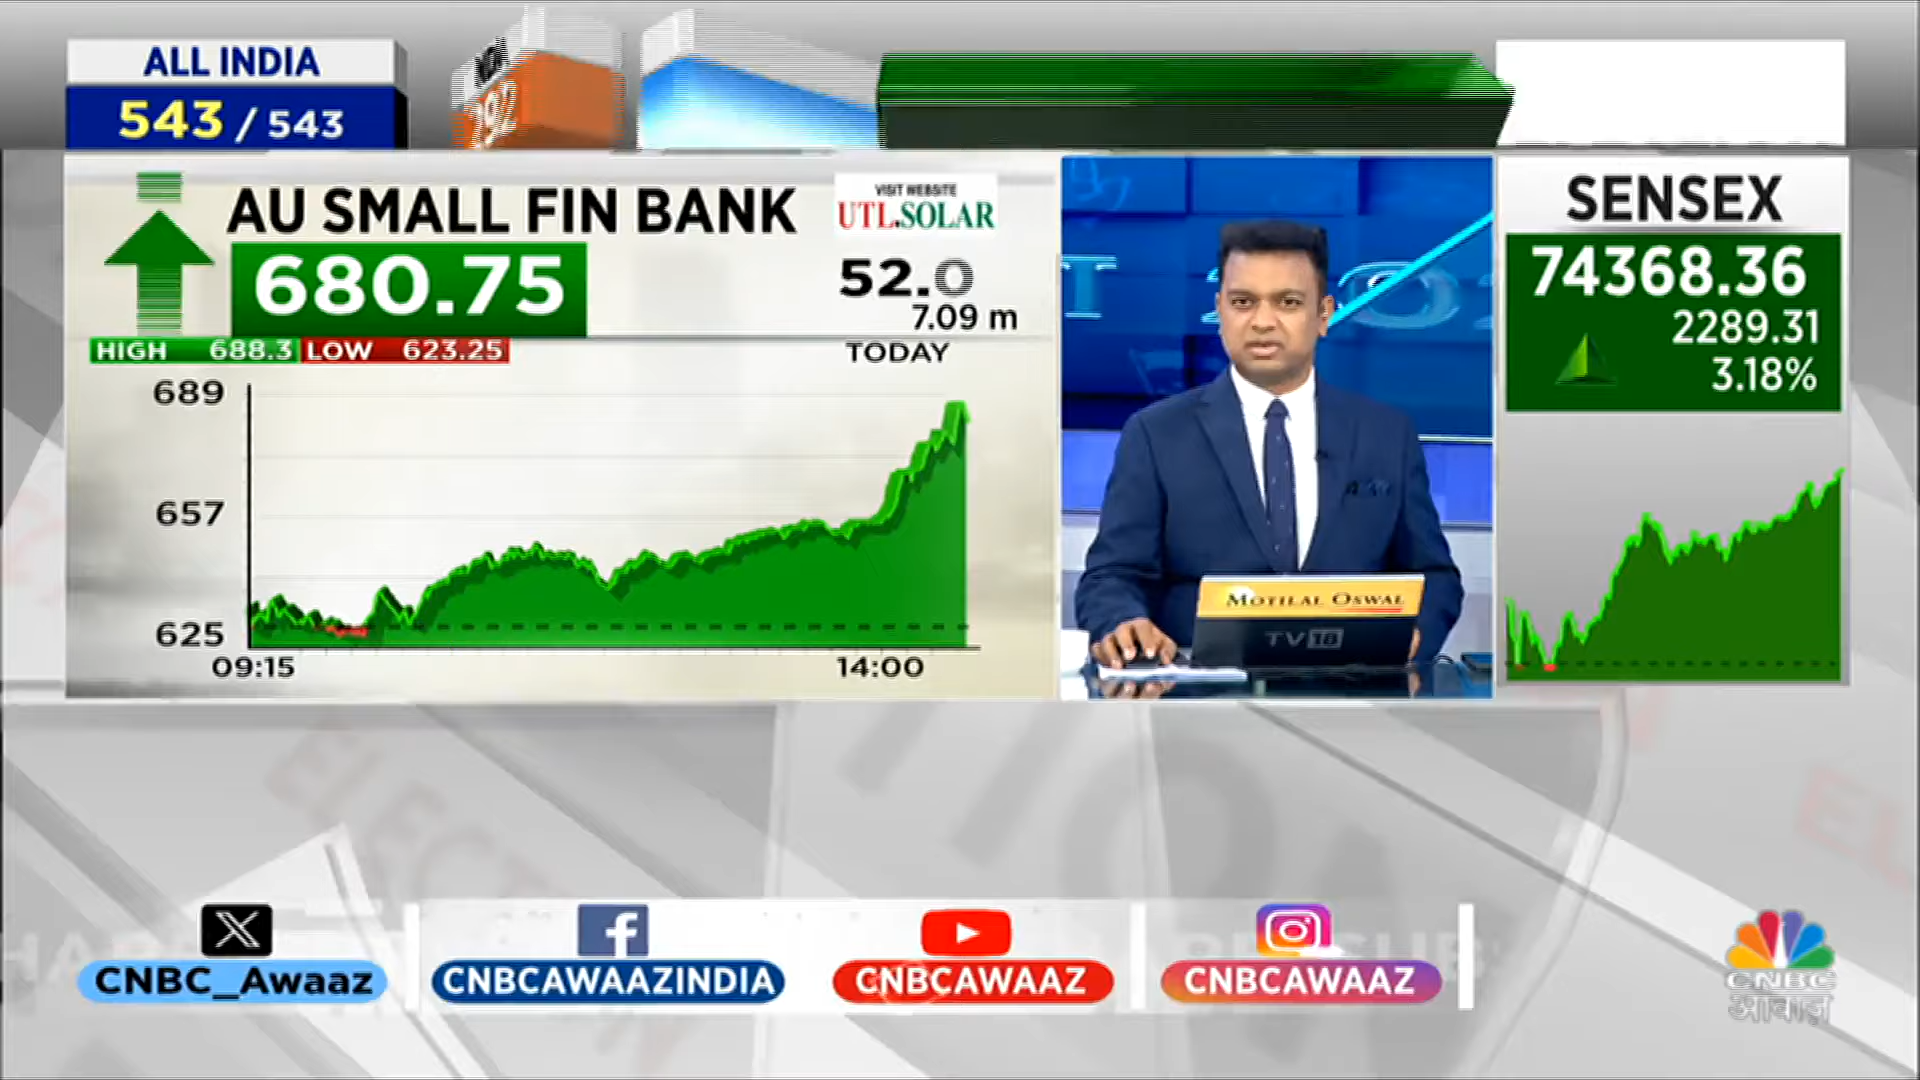 ALL INDIA
543 / 543
NDA
292
AU SMALL FIN BANK
680.75
HIGH 688.3 LOW 623.25
VISIT WEBSITE
UTL.SOLAR
52.0
7.09 m
TODAY
689
657
625
09:15
14:00
MOTILAL OSWAL
TV18
SENSEX
74368.36
2289.31
3.18%
CNBC_Awaaz
CNBCAWAAZINDIA
CNBCAWAAZ
CNBCAWAAZ
CNBC
आवाज़